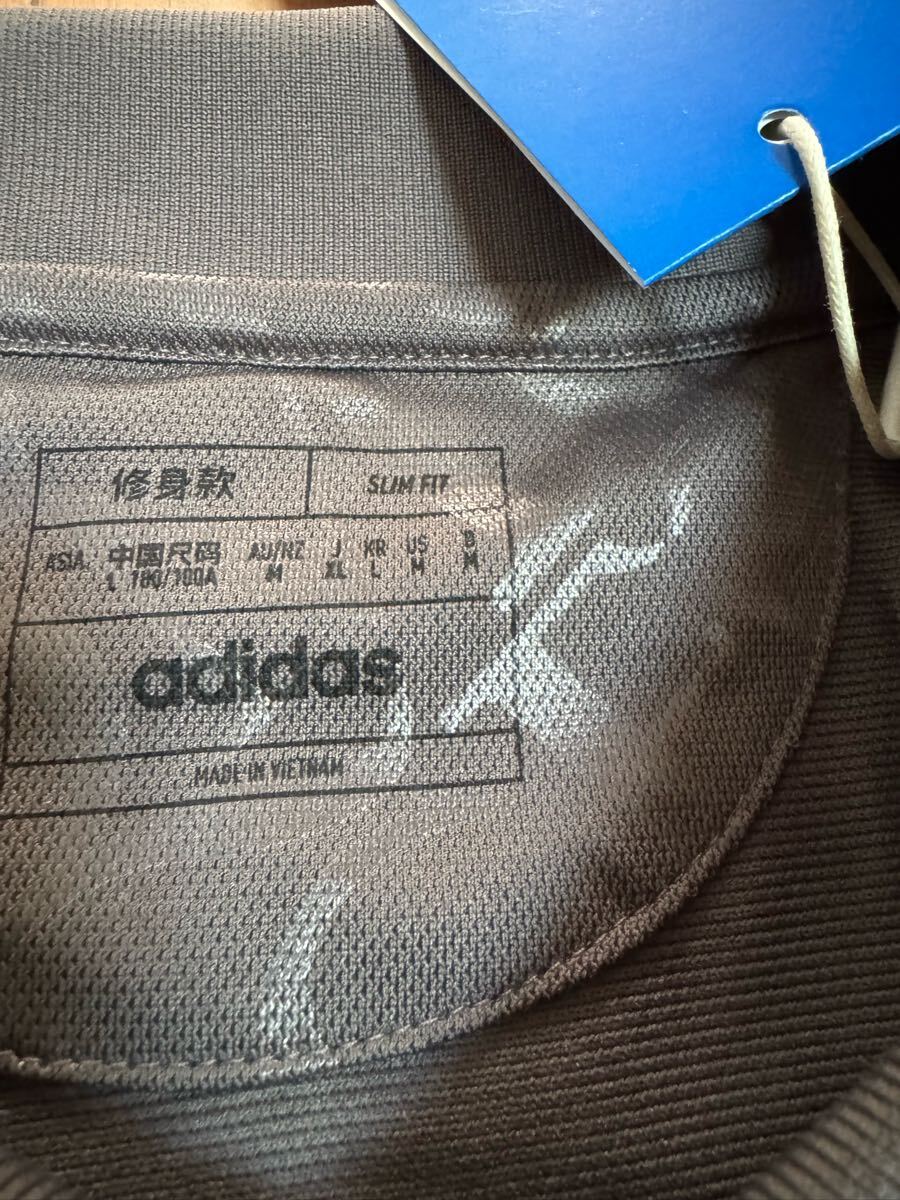 修身款 SLIM FIT
ASIA 中国尺码 AU/NZ J KR US B
L 180/100A M XL L M M
adidas
MADE IN VIETNAM